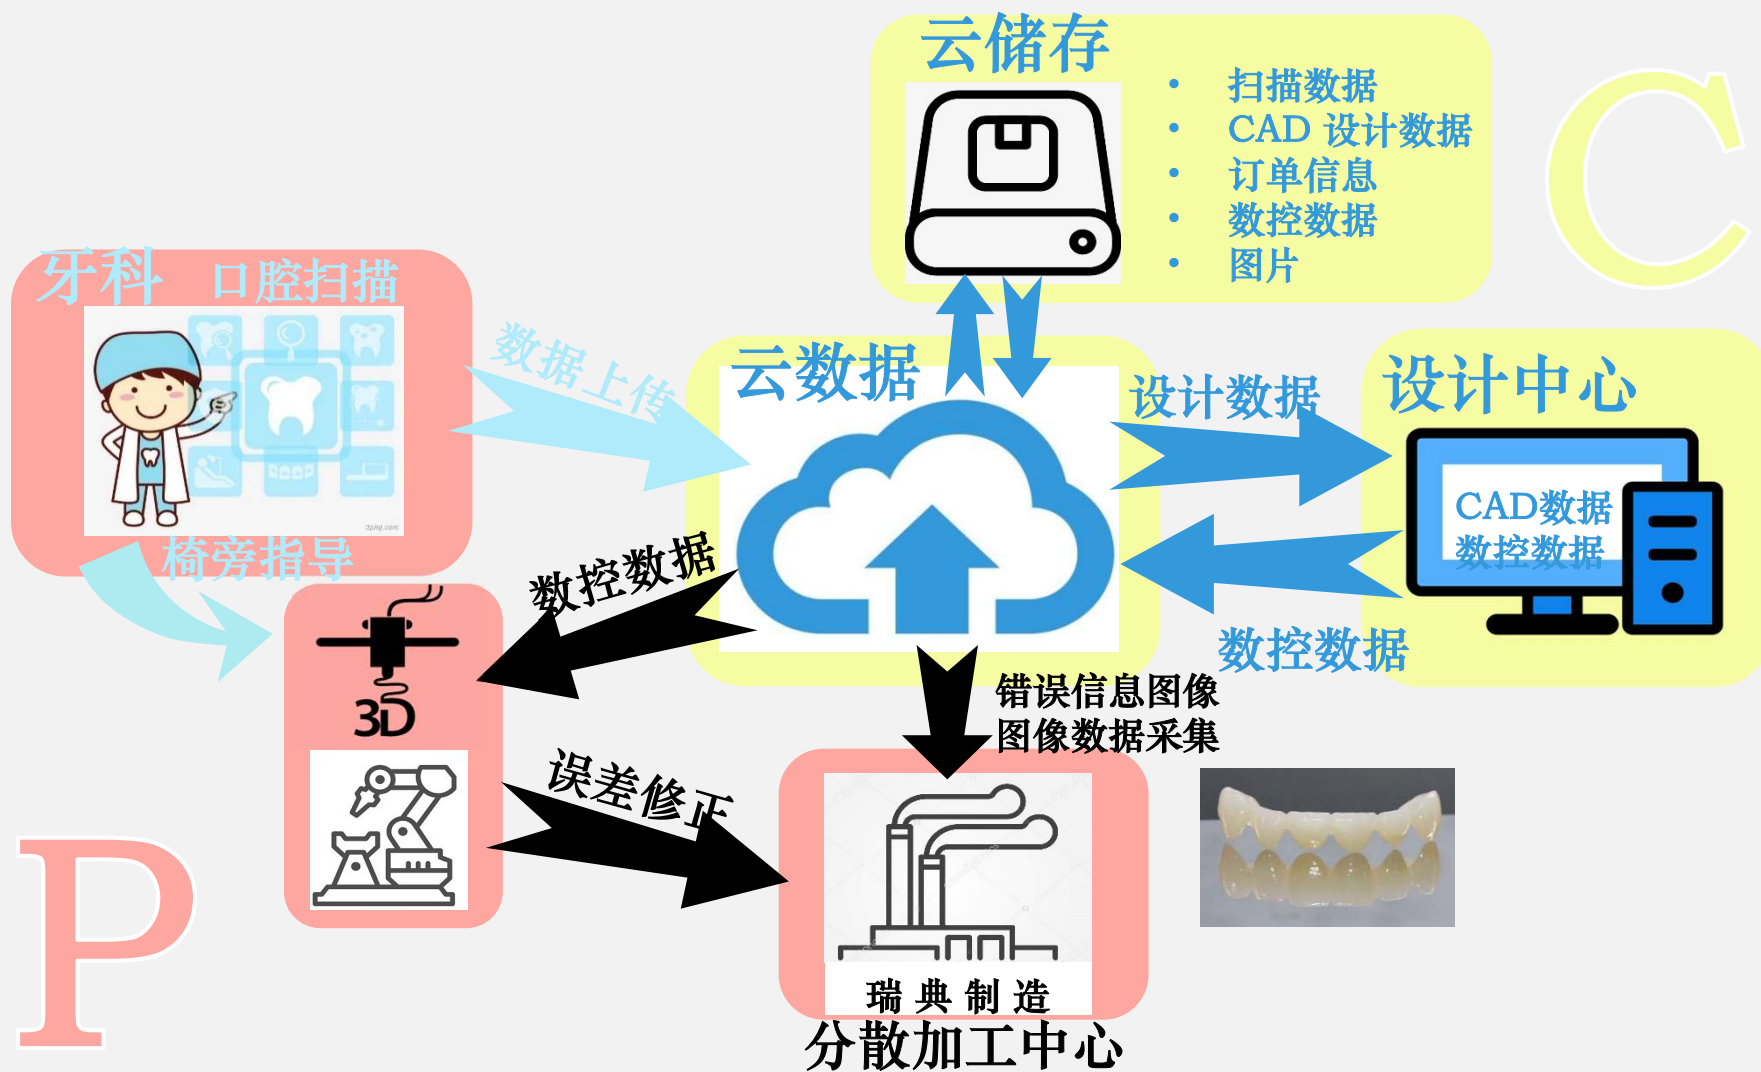 云储存
扫描数据
CAD 设计数据
订单信息
数控数据
图片
C
牙科 口腔扫描
3png.com
椅旁指导
数据上传
云数据
设计数据
设计中心
CAD数据
数控数据
数控数据
数控数据
错误信息图像
图像数据采集
3D
误差修正
瑞典制造
分散加工中心
P